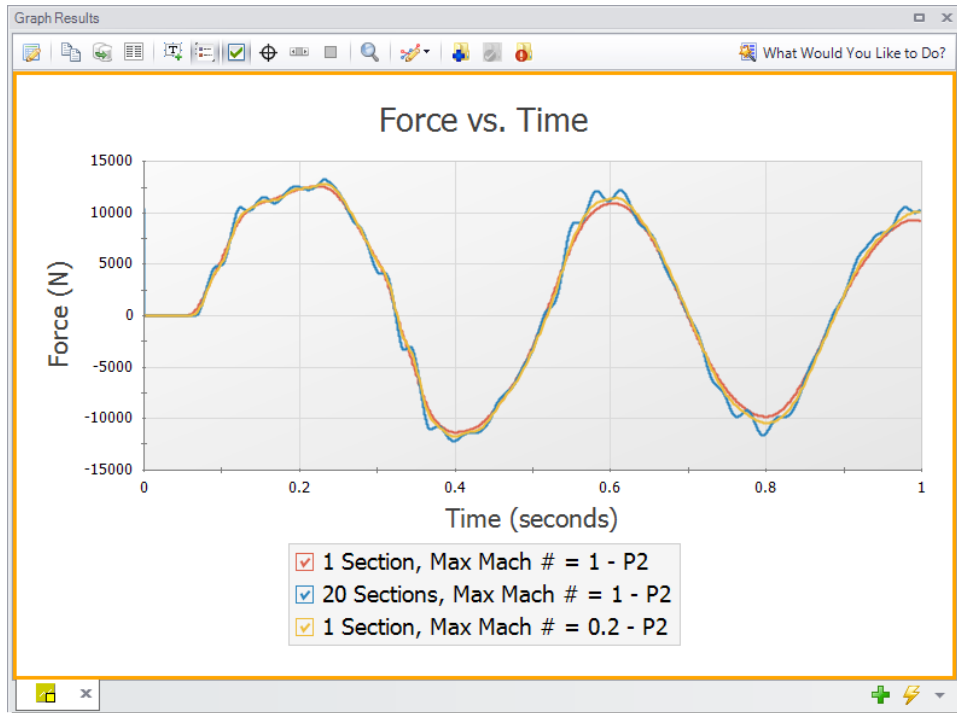 Graph Results
What Would You Like to Do?
Force vs. Time
15000
10000
5000
0
-5000
-10000
-15000
Force (N)
0 0.2 0.4 0.6 0.8 1
Time (seconds)
1 Section, Max Mach # = 1 - P2
20 Sections, Max Mach # = 1 - P2
1 Section, Max Mach # = 0.2 - P2